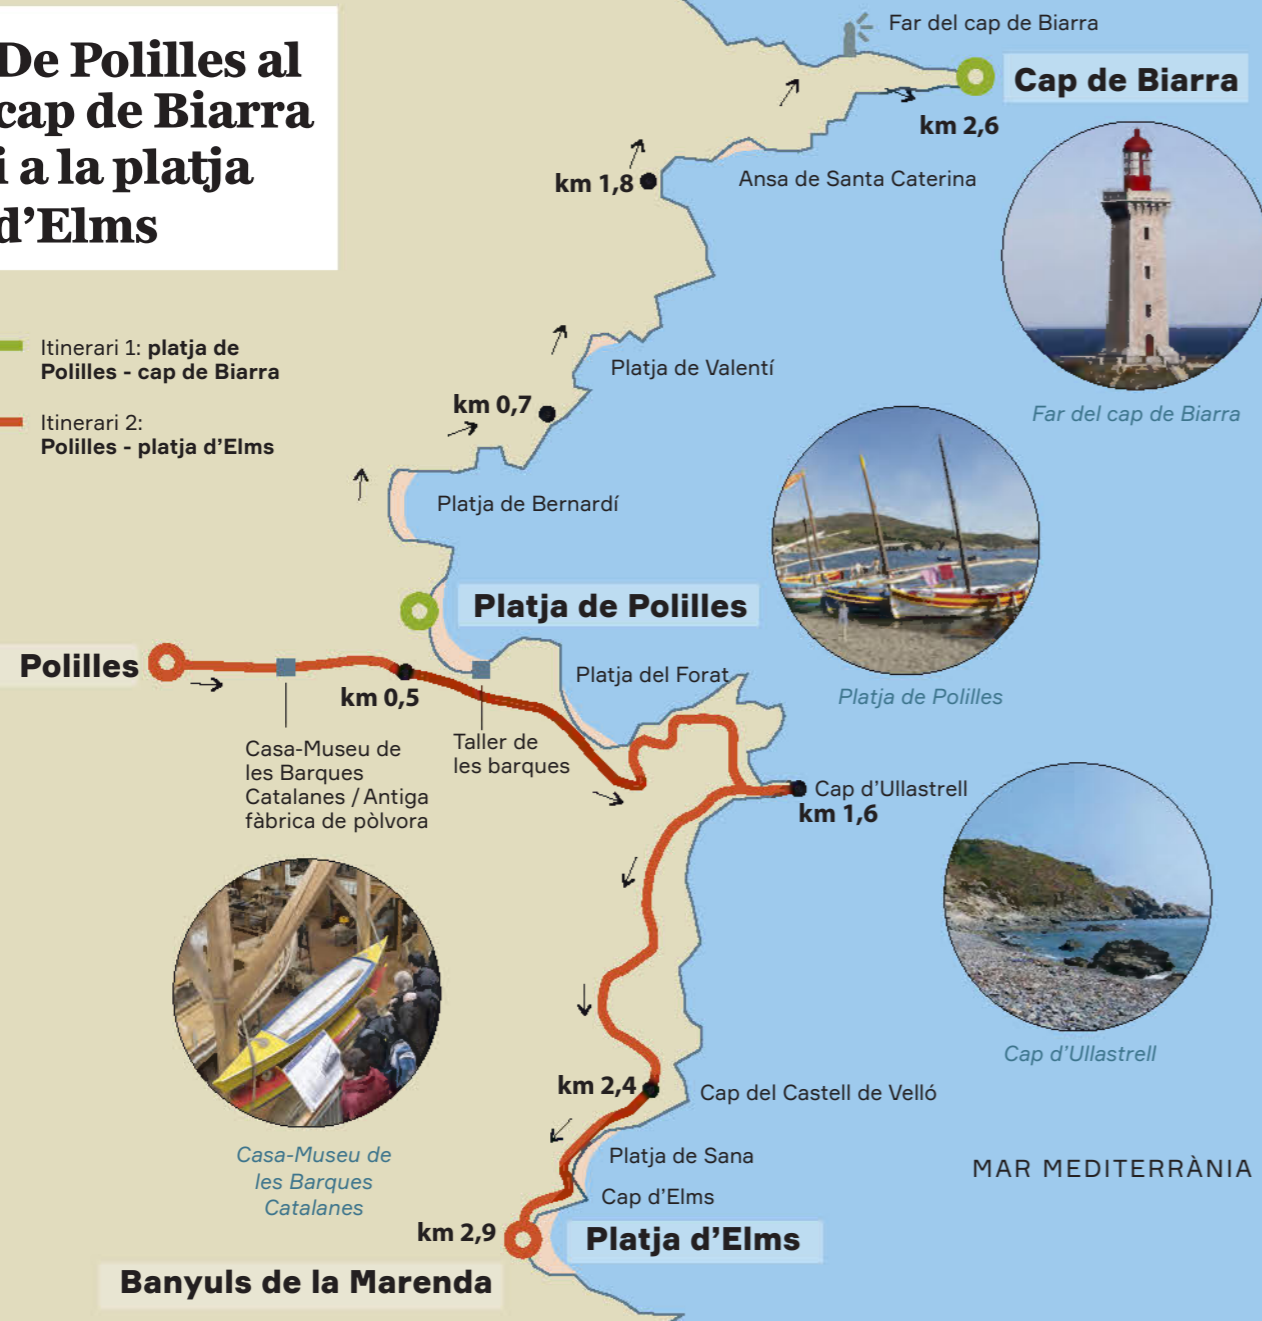 De Polilles al
cap de Biarra
i a la platja
d'Elms
Itinerari 1: platja de
Polilles - cap de Biarra
Itinerari 2:
Polilles - platja d'Elms
Far del cap de Biarra
Cap de Biarra
km 2,6
km 1,8
Ansa de Santa Caterina
Far del cap de Biarra
Platja de Valentí
km 0,7
Platja de Bernardí
Platja de Polilles
Platja de Polilles
Polilles
km 0,5
Platja del Forat
Casa-Museu de
les Barques
Catalanes / Antiga
fàbrica de pòlvora
Taller de
les barques
Cap d'Ullastrell
km 1,6
Cap d'Ullastrell
km 2,4
Cap del Castell de Velló
Casa-Museu de
les Barques
Catalanes
Platja de Sana
Cap d'Elms
MAR MEDITERRÀNIA
km 2,9
Platja d'Elms
Banyuls de la Marenda